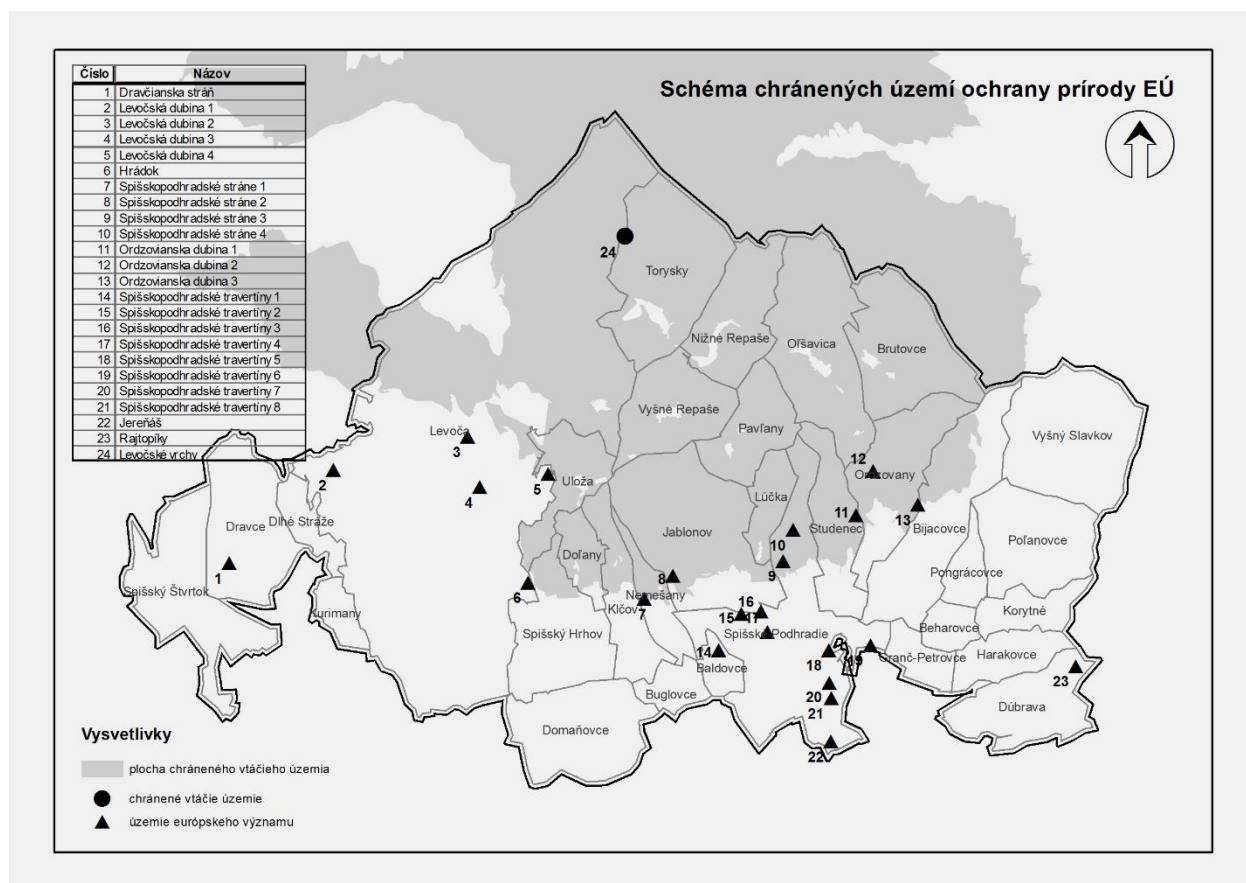 Schéma chránených území ochrany prírody EÚ
Číslo Názov
1 Dravčianska stráň
2 Levočská dubina 1
3 Levočská dubina 2
4 Levočská dubina 3
5 Levočská dubina 4
6 Hrádok
7 Spišskopodhradské stráne 1
8 Spišskopodhradské stráne 2
9 Spišskopodhradské stráne 3
10 Spišskopodhradské stráne 4
11 Ordzovianska dubina 1
12 Ordzovianska dubina 2
13 Ordzovianska dubina 3
14 Spišskopodhradské travertíny 1
15 Spišskopodhradské travertíny 2
16 Spišskopodhradské travertíny 3
17 Spišskopodhradské travertíny 4
18 Spišskopodhradské travertíny 5
19 Spišskopodhradské travertíny 6
20 Spišskopodhradské travertíny 7
21 Spišskopodhradské travertíny 8
22 Jereňáš
23 Rajtopíky
24 Levočské vrchy
24
Torysky
Nižné Repaše
Oľšavica
Brutovce
Vyšné Repaše
Pavľany
Levoča
3
Vyšný Slavkov
2
4
5
Uloža
12
Ordzovany
Lúčka
Dlhé Stráže
Dravce
Jablonov
10
11
Studenec
13
Bijacovce
Poľanovce
Doľany
1
Spišský Štvrtok
9
8
Pongrácovce
6
Nemešany
Kurimany
Klčov
7
16
15
17
Korytné
Spišský Hrhov
Spišské Podhradie
Beharovce
14
Baldovce
18
19
Granč-Petrovce
Harakovce
23
Buglovce
20
21
Dúbrava
Domaňovce
22
Vysvetlivky
plocha chráneného vtáčieho územia
chránené vtáčie územie
územie európskeho významu